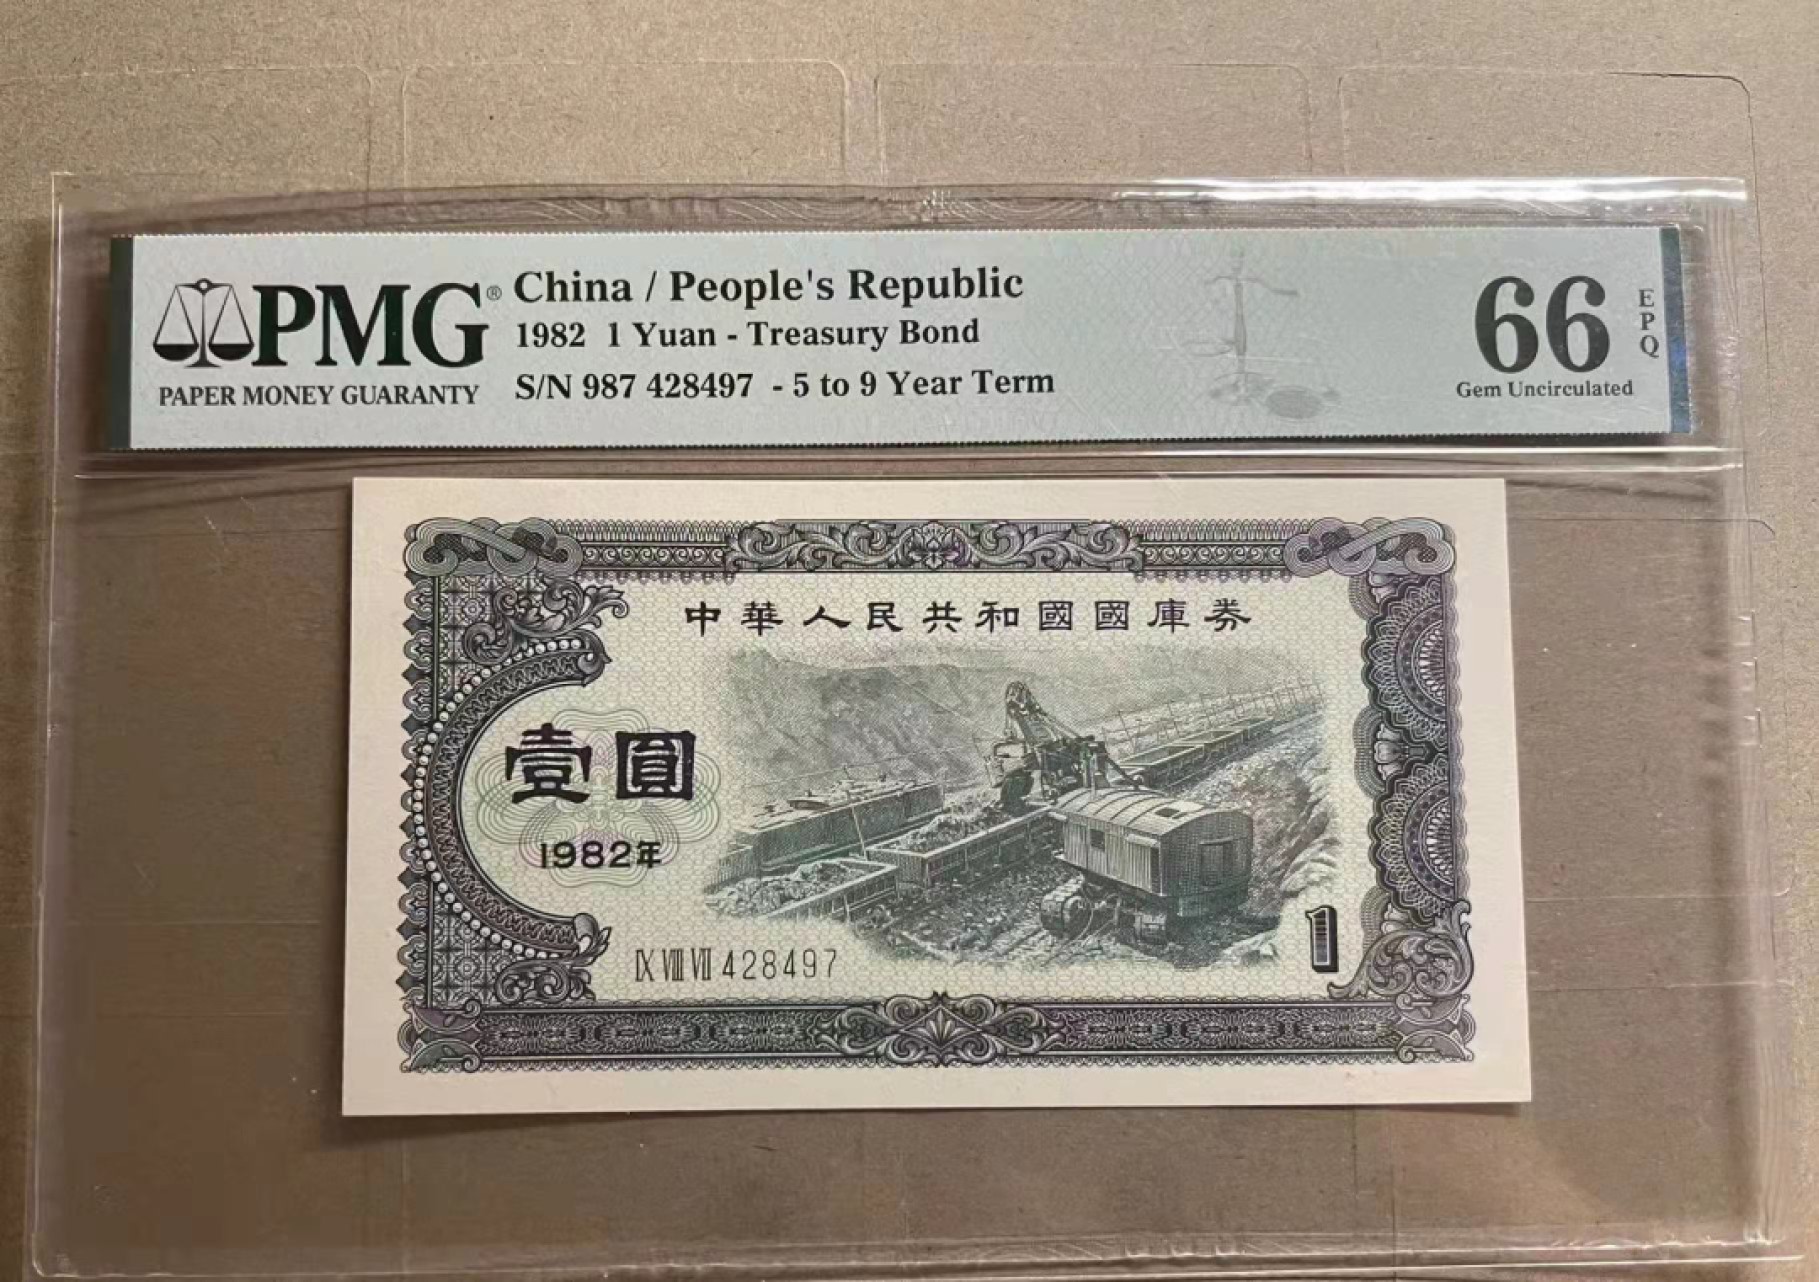 PMG®
PAPER MONEY GUARANTY
China / People's Republic
1982 1 Yuan - Treasury Bond
S/N 987 428497 - 5 to 9 Year Term
66
EPQ
Gem Uncirculated
中華人民共和國國庫券
壹圓
1982年
IX VIII VII 428497
1